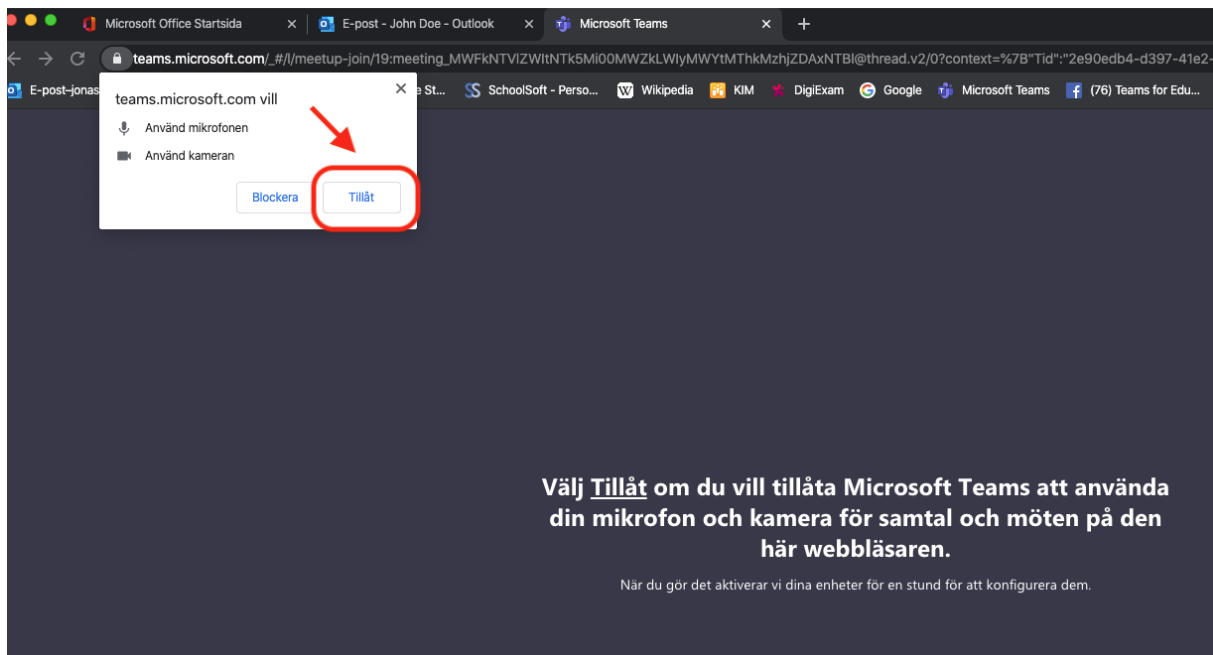 Microsoft Office Startsida
E-post - John Doe - Outlook
Microsoft Teams
teams.microsoft.com/_#/l/meetup-join/19:meeting_MWFkNTVlZWItNTk5Mi00MWZkLWIyMWYtMThkMzhjZDAxNTBl@thread.v2/0?context=%7B"Tid":"2e90edb4-d397-41e2-
E-post-jonas
e St...
SchoolSoft - Perso...
Wikipedia
KIM
DigiExam
Google
Microsoft Teams
(76) Teams for Edu...
teams.microsoft.com vill
Använd mikrofonen
Använd kameran
Blockera
Tillåt
Välj Tillåt om du vill tillåta Microsoft Teams att använda
din mikrofon och kamera för samtal och möten på den
här webbläsaren.
När du gör det aktiverar vi dina enheter för en stund för att konfigurera dem.